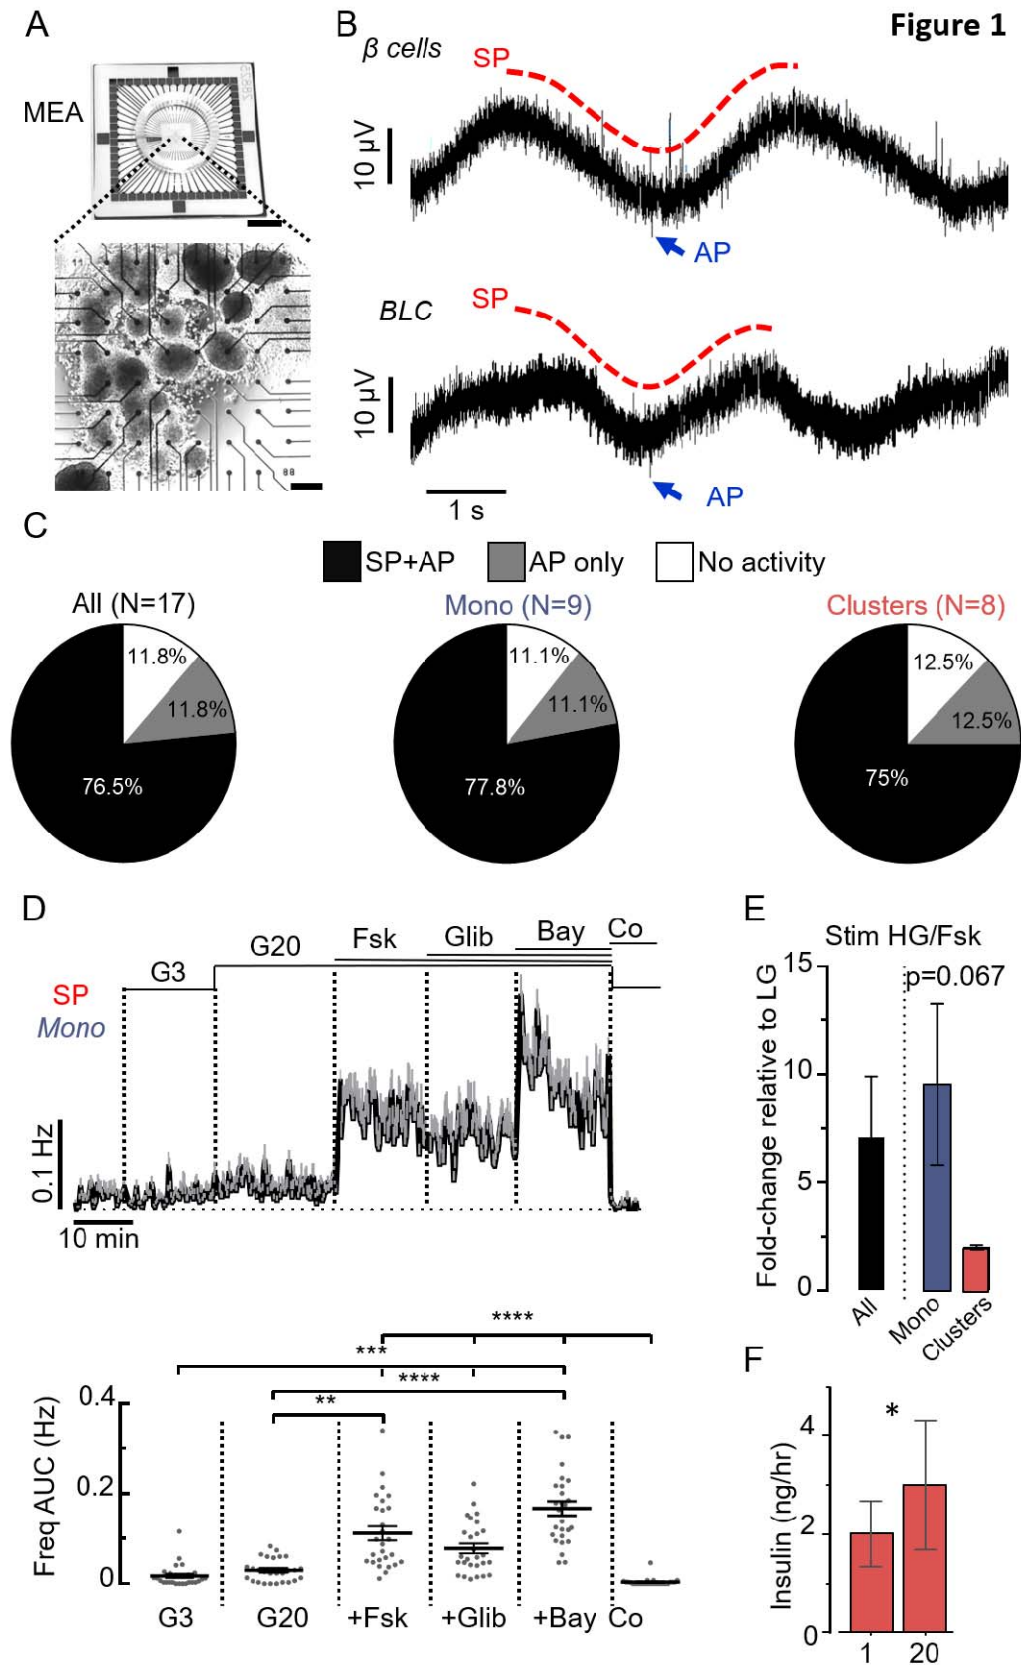 Figure 1
A
MEA
B
β cells
SP
10 µV
AP
BLC
SP
10 µV
AP
1 s
C
SP+AP
AP only
No activity
All (N=17)
Mono (N=9)
Clusters (N=8)
11.8%
11.8%
76.5%
11.1%
11.1%
77.8%
12.5%
12.5%
75%
D
G3
G20
Fsk
Glib
Bay
Co
SP
Mono
0.1 Hz
10 min
****
***
****
**
Freq AUC (Hz)
0.4
0.2
0
G3
G20
+Fsk
+Glib
+Bay
Co
E
Stim HG/Fsk
p=0.067
Fold-change relative to LG
15
10
5
0
All
Mono
Clusters
F
*
Insulin (ng/hr)
4
2
0
1
20